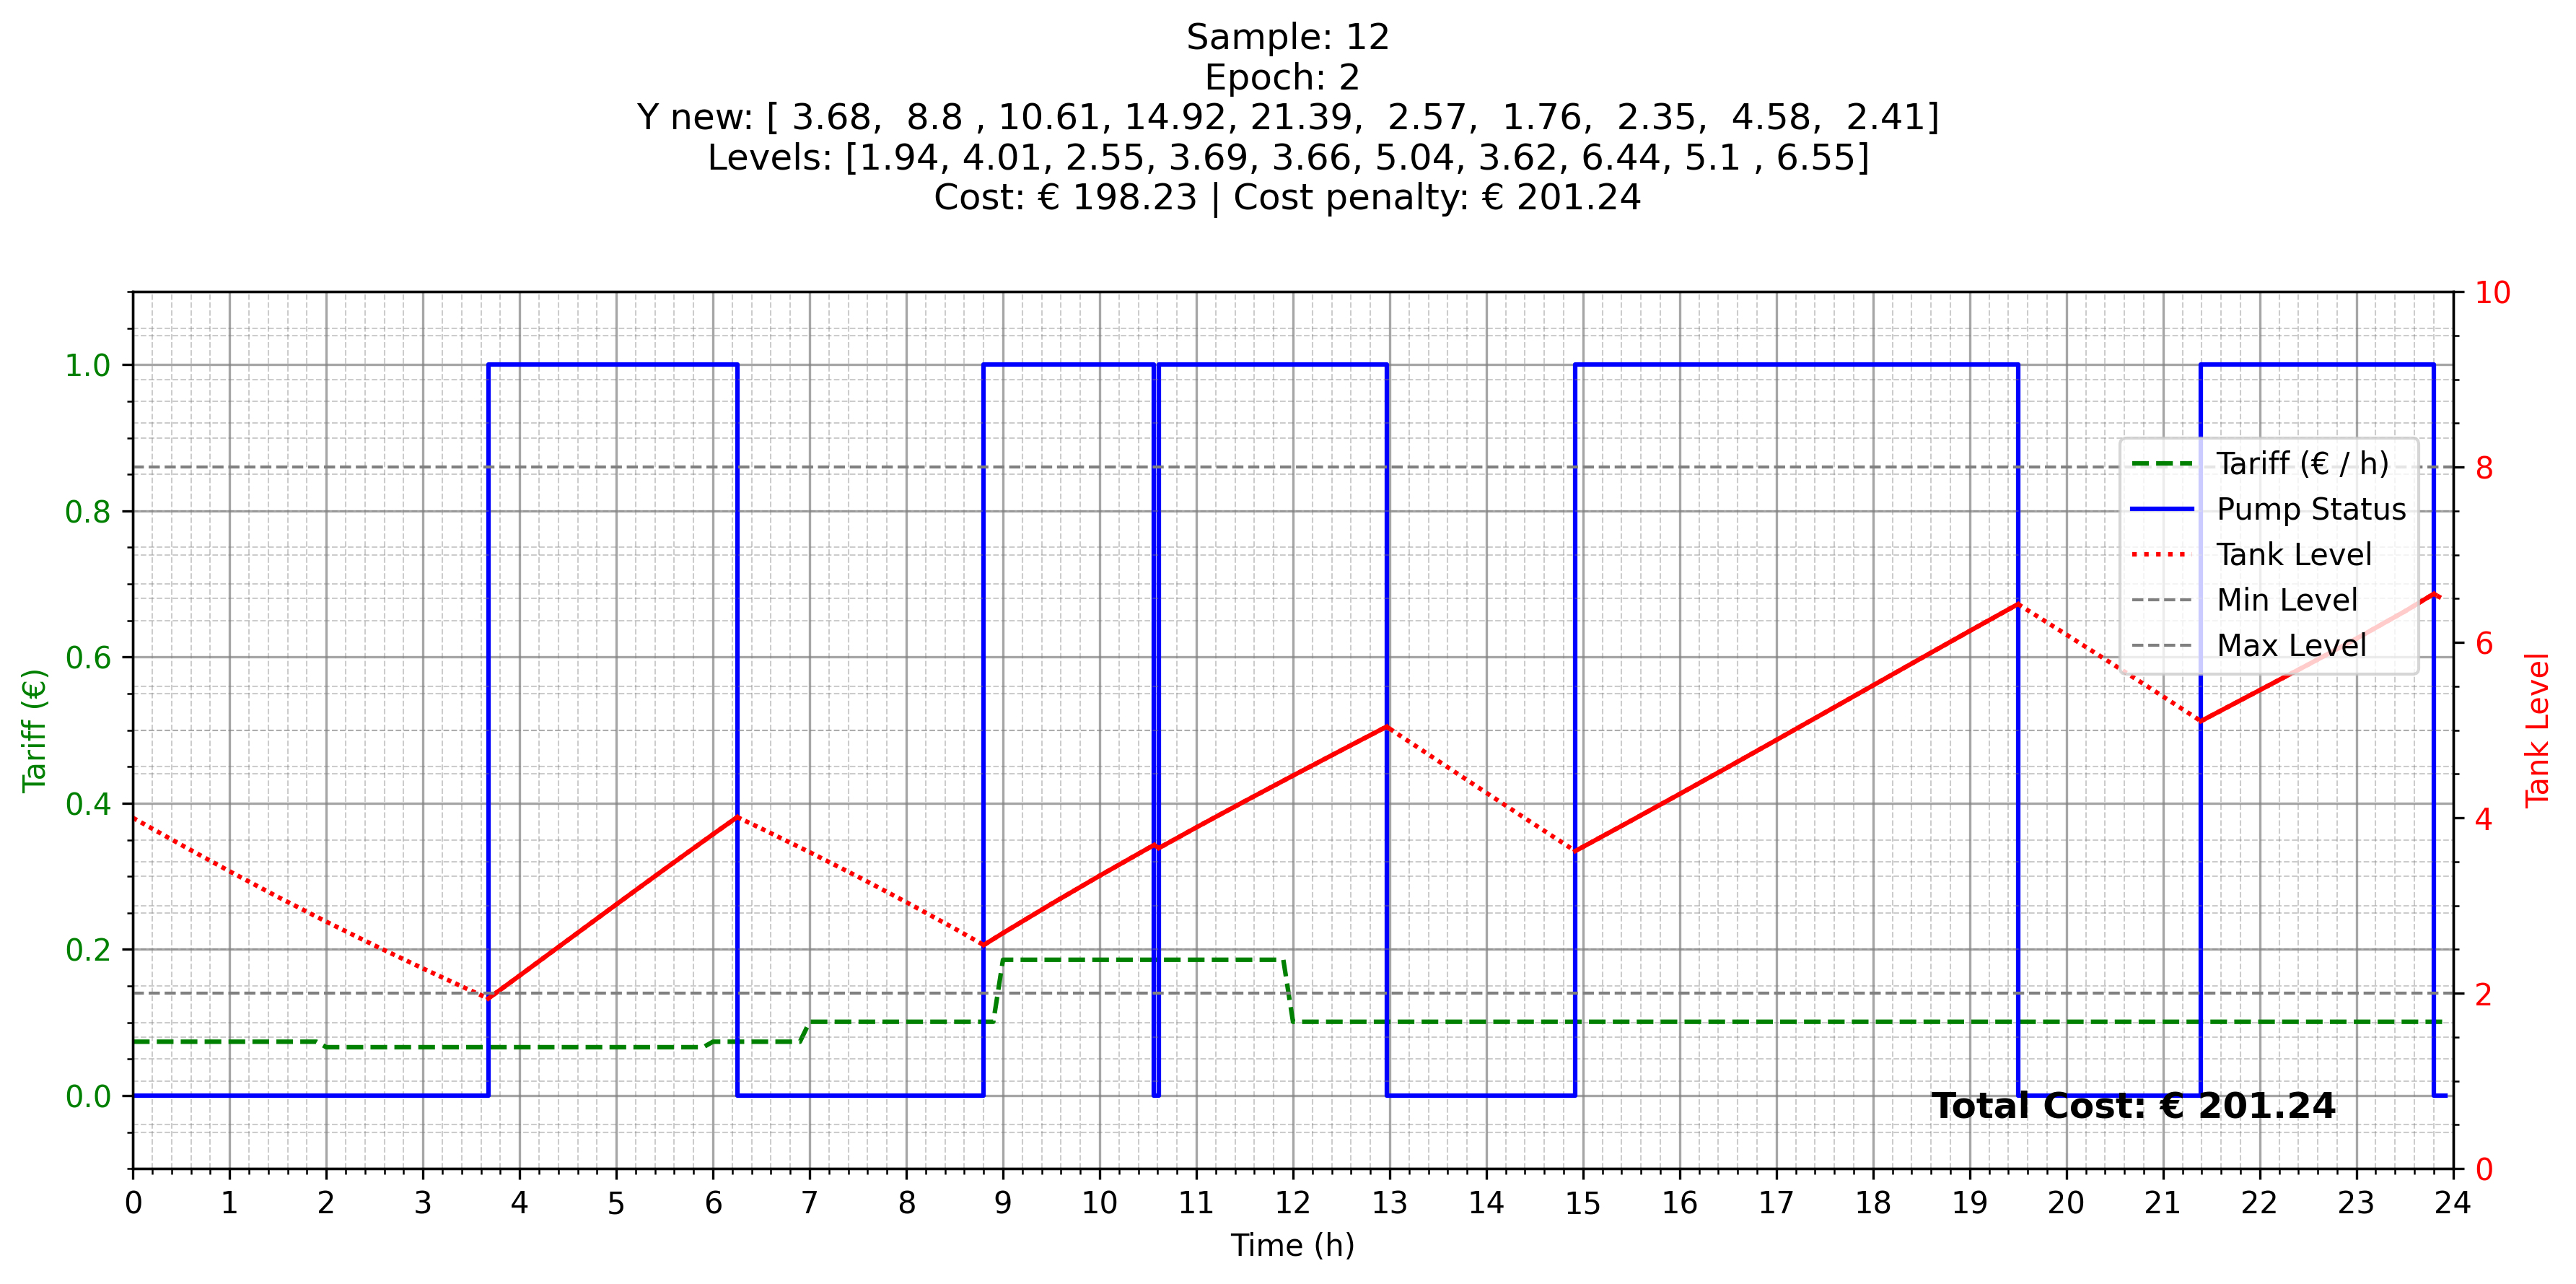 Sample: 12
Epoch: 2
Y new: [ 3.68,  8.8 , 10.61, 14.92, 21.39,  2.57,  1.76,  2.35,  4.58,  2.41]
Levels: [1.94, 4.01, 2.55, 3.69, 3.66, 5.04, 3.62, 6.44, 5.1 , 6.55]
Cost: € 198.23 | Cost penalty: € 201.24
1.0
0.8
0.6
0.4
0.2
0.0
Tariff (€)
10
8
6
4
2
0
Tank Level
Tariff (€ / h)
Pump Status
Tank Level
Min Level
Max Level
Total Cost: € 201.24
0 1 2 3 4 5 6 7 8 9 10 11 12 13 14 15 16 17 18 19 20 21 22 23 24
Time (h)